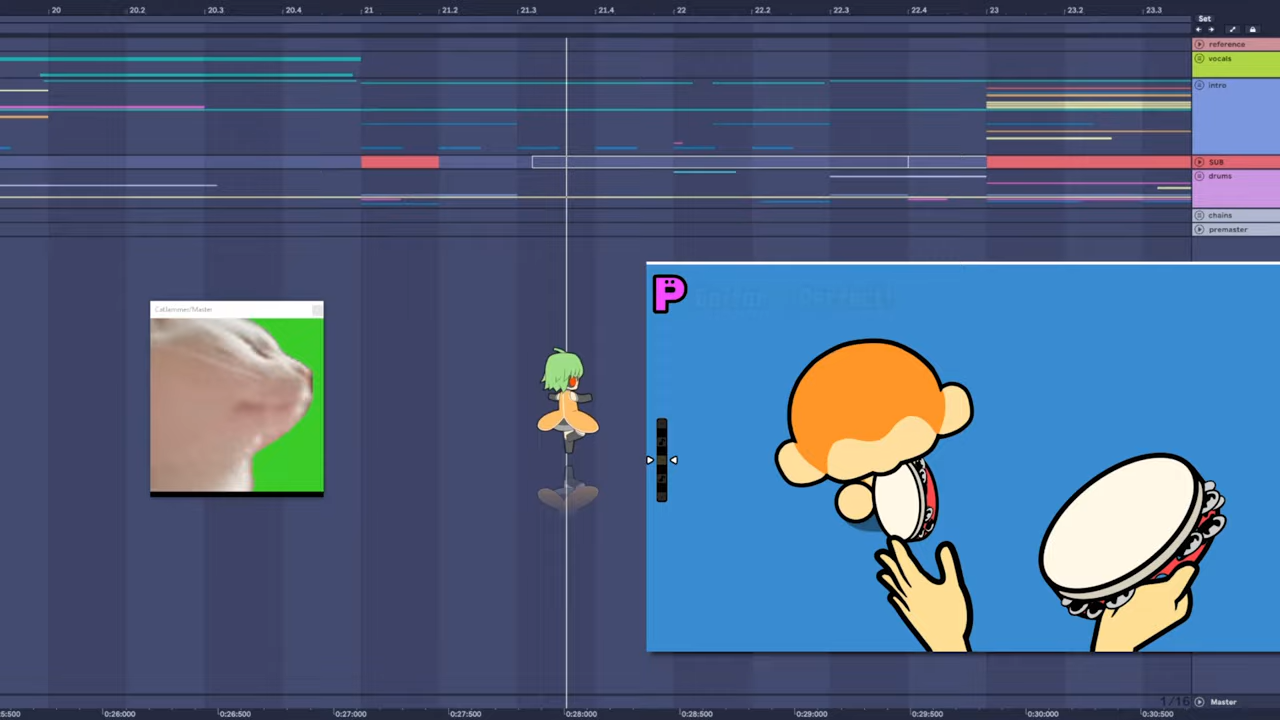 20 20.2 20.3 20.4 21 21.2 21.3 21.4 22 22.2 22.3 22.4 23 23.2 23.3
Set
reference
vocals
intro
SUB
drums
chains
premaster
CatJammer/Master
P
1/16
Master
0:26:000 0:26:500 0:27:000 0:27:500 0:28:000 0:28:500 0:29:000 0:29:500 0:30:000 0:30:500